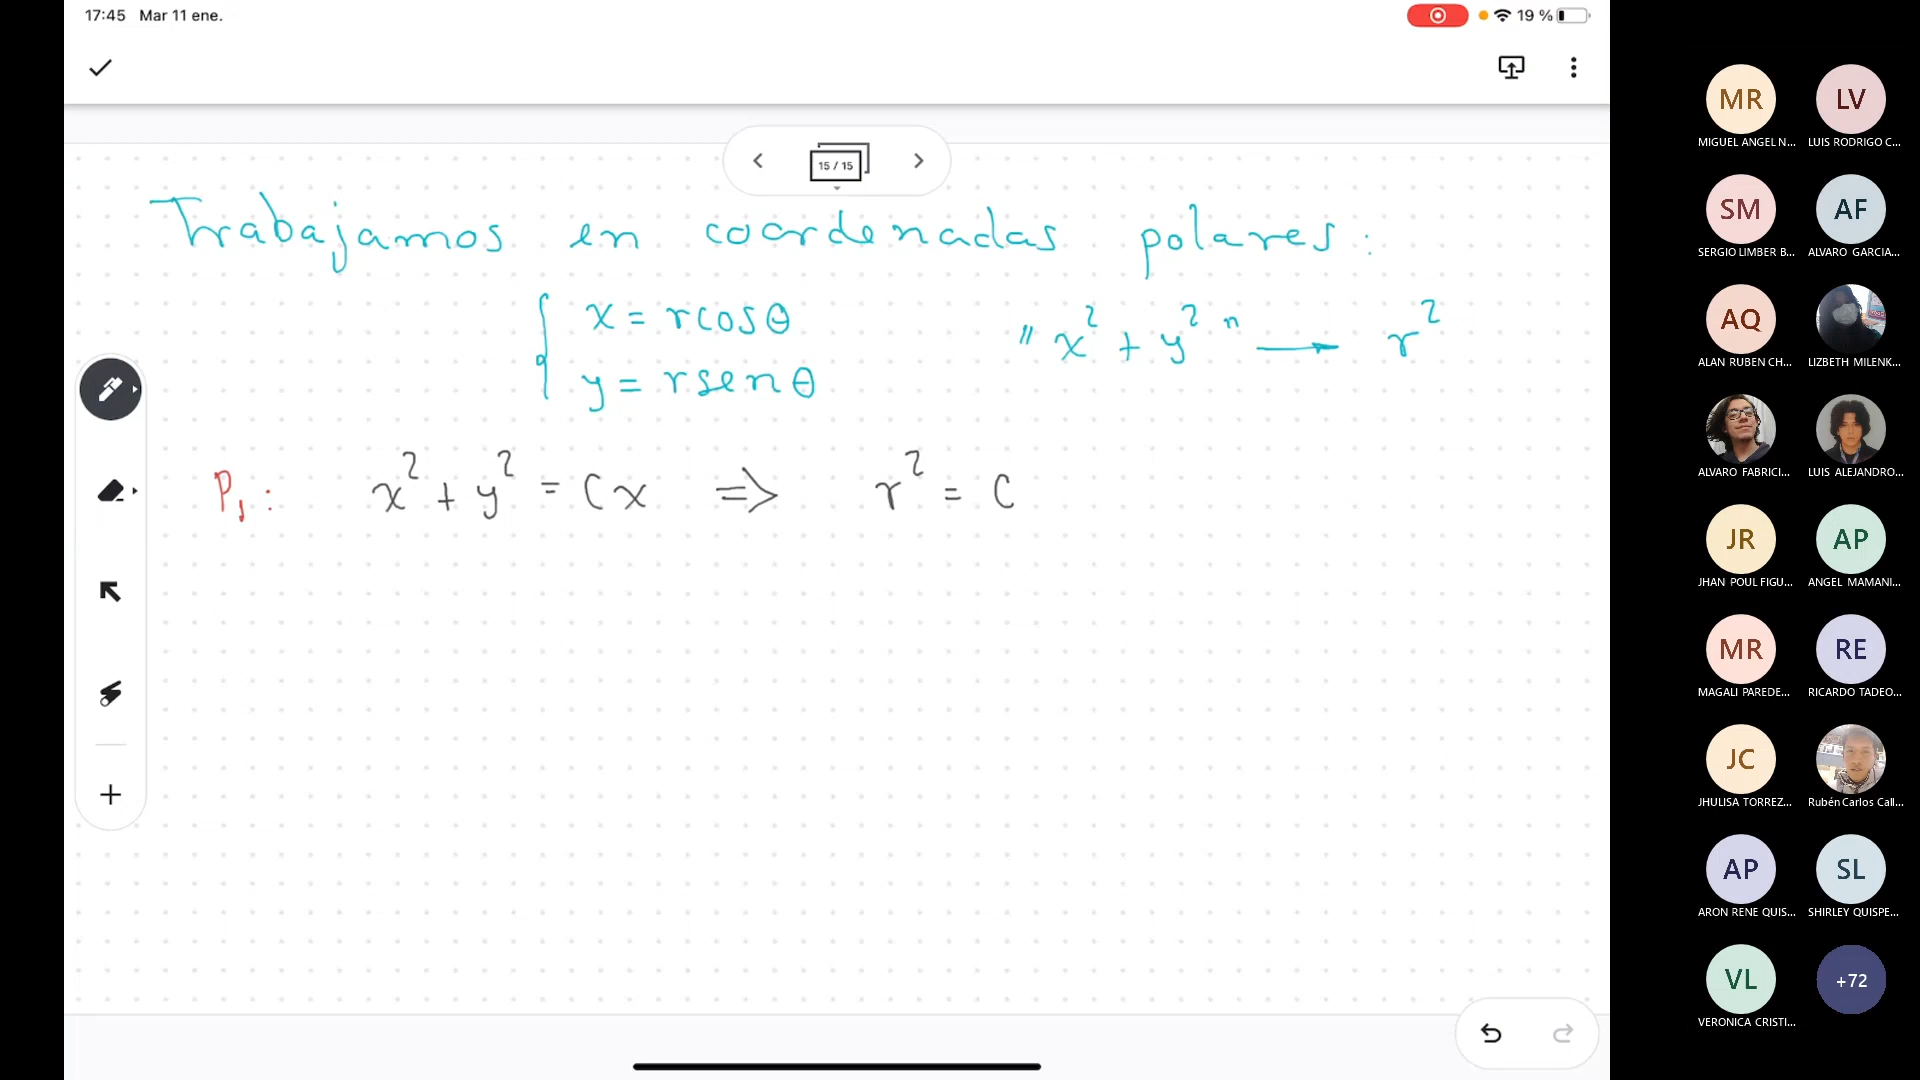 17:45 Mar 11 ene.
19 %
15 / 15
Trabajamos en coordenadas polares:
x = rcosθ
y = rsenθ
"x² + y²" → r²
P₁: x² + y² = Cx ⇒ r² = C
MR
MIGUEL ANGEL N...
LV
LUIS RODRIGO C...
SM
SERGIO LIMBER B...
AF
ALVARO GARCIA...
AQ
ALAN RUBEN CH...
LIZBETH MILENK...
ALVARO FABRICI...
LUIS ALEJANDRO...
JR
JHAN POUL FIGU...
AP
ANGEL MAMANI...
MR
MAGALI PAREDE...
RE
RICARDO TADEO...
JC
JHULISA TORREZ...
Rubén Carlos Call...
AP
ARON RENE QUIS...
SL
SHIRLEY QUISPE...
VL
VERONICA CRISTI...
+72